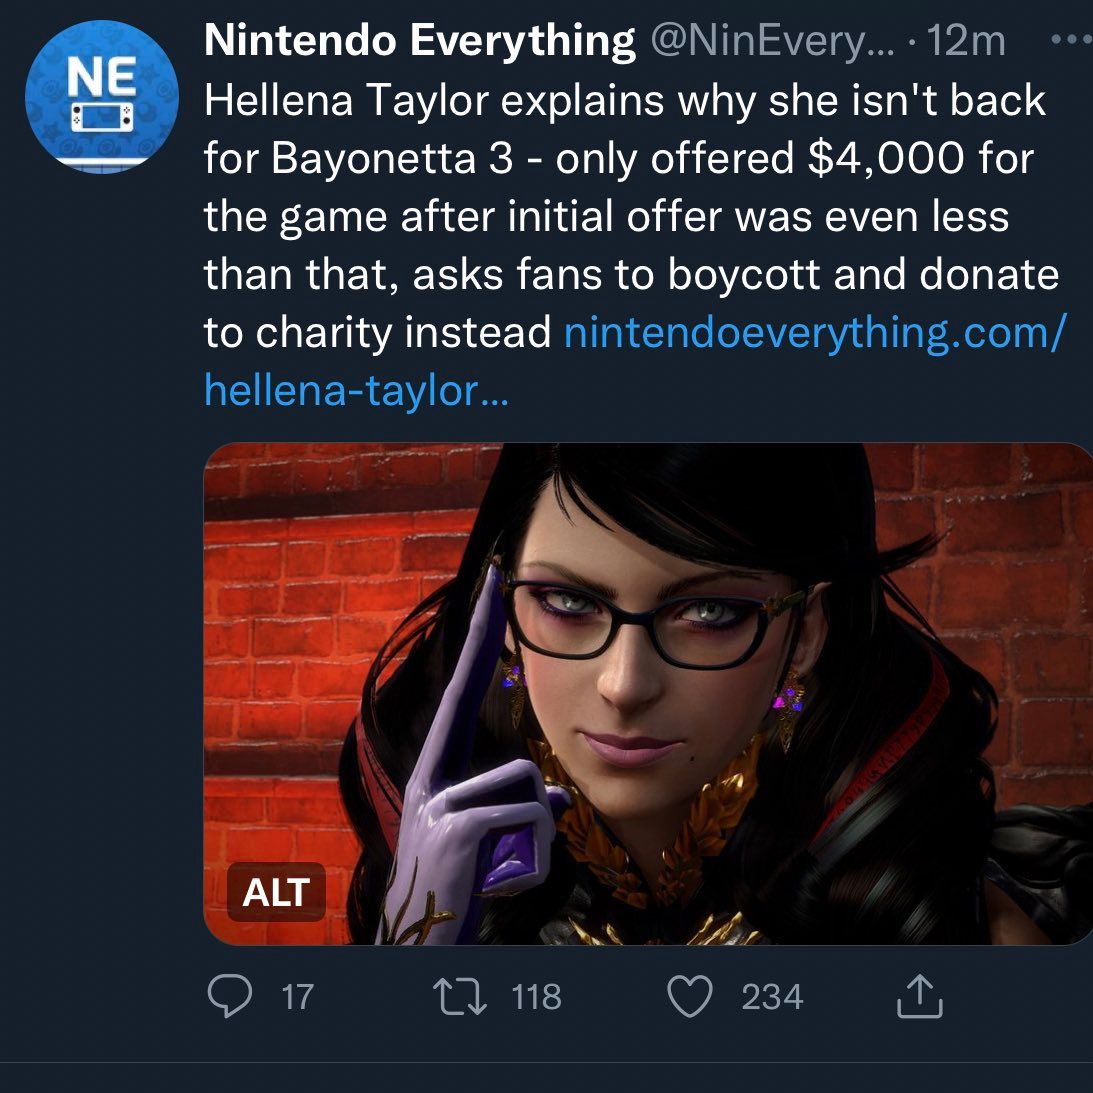 NE
Nintendo Everything @NinEvery... · 12m
Hellena Taylor explains why she isn't back
for Bayonetta 3 - only offered $4,000 for
the game after initial offer was even less
than that, asks fans to boycott and donate
to charity instead nintendoeverything.com/
hellena-taylor...
ALT
17 118 234